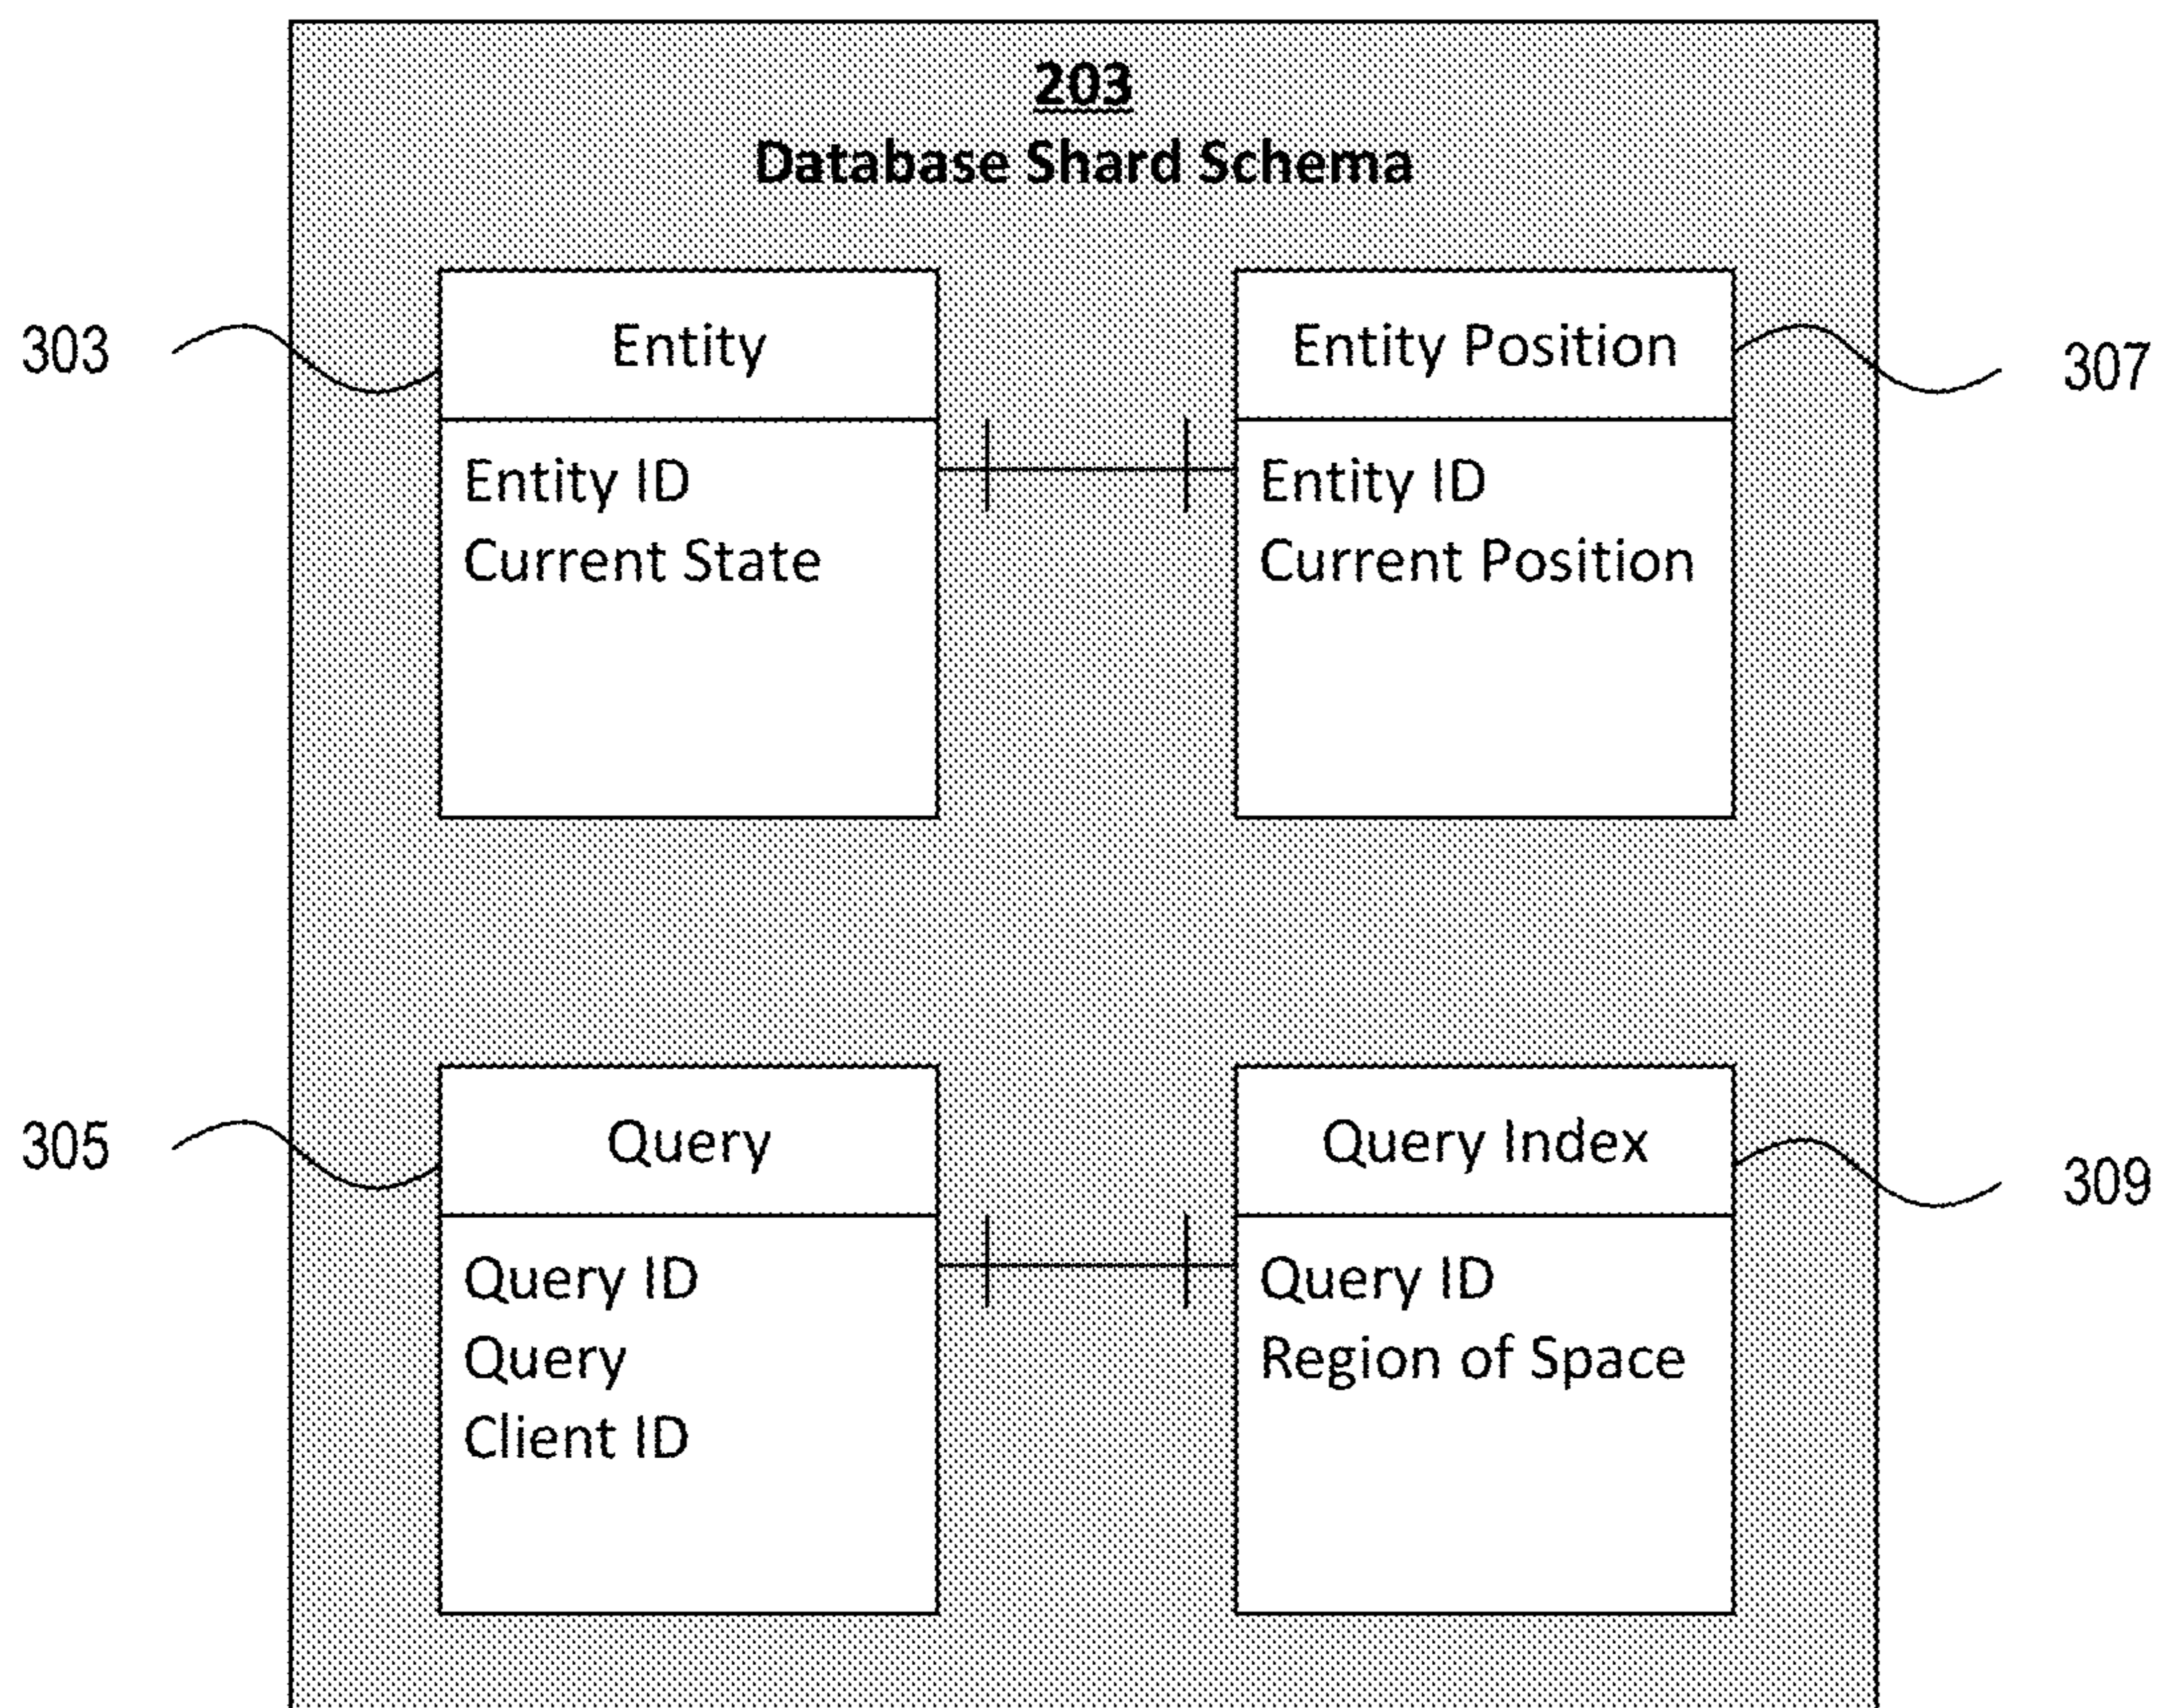 203
Database Shard Schema
303
Entity
Entity ID
Current State
Entity Position
307
Entity ID
Current Position
305
Query
Query ID
Query
Client ID
Query Index
309
Query ID
Region of Space